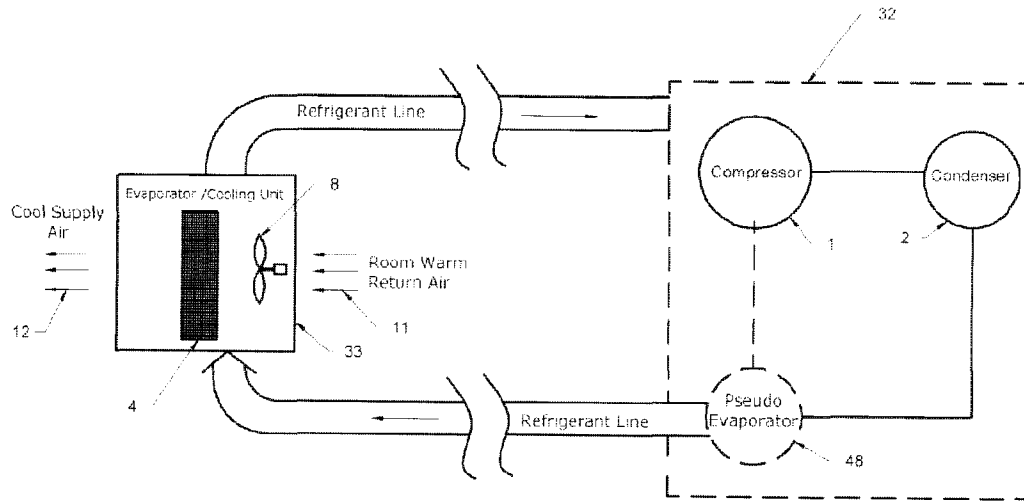 32
Refrigerant Line
Compressor
Condenser
Evaporator /Cooling Unit
8
Cool Supply
Air
Room Warm
Return Air
1
2
12
11
33
4
Pseudo
Evaporator
Refrigerant Line
48